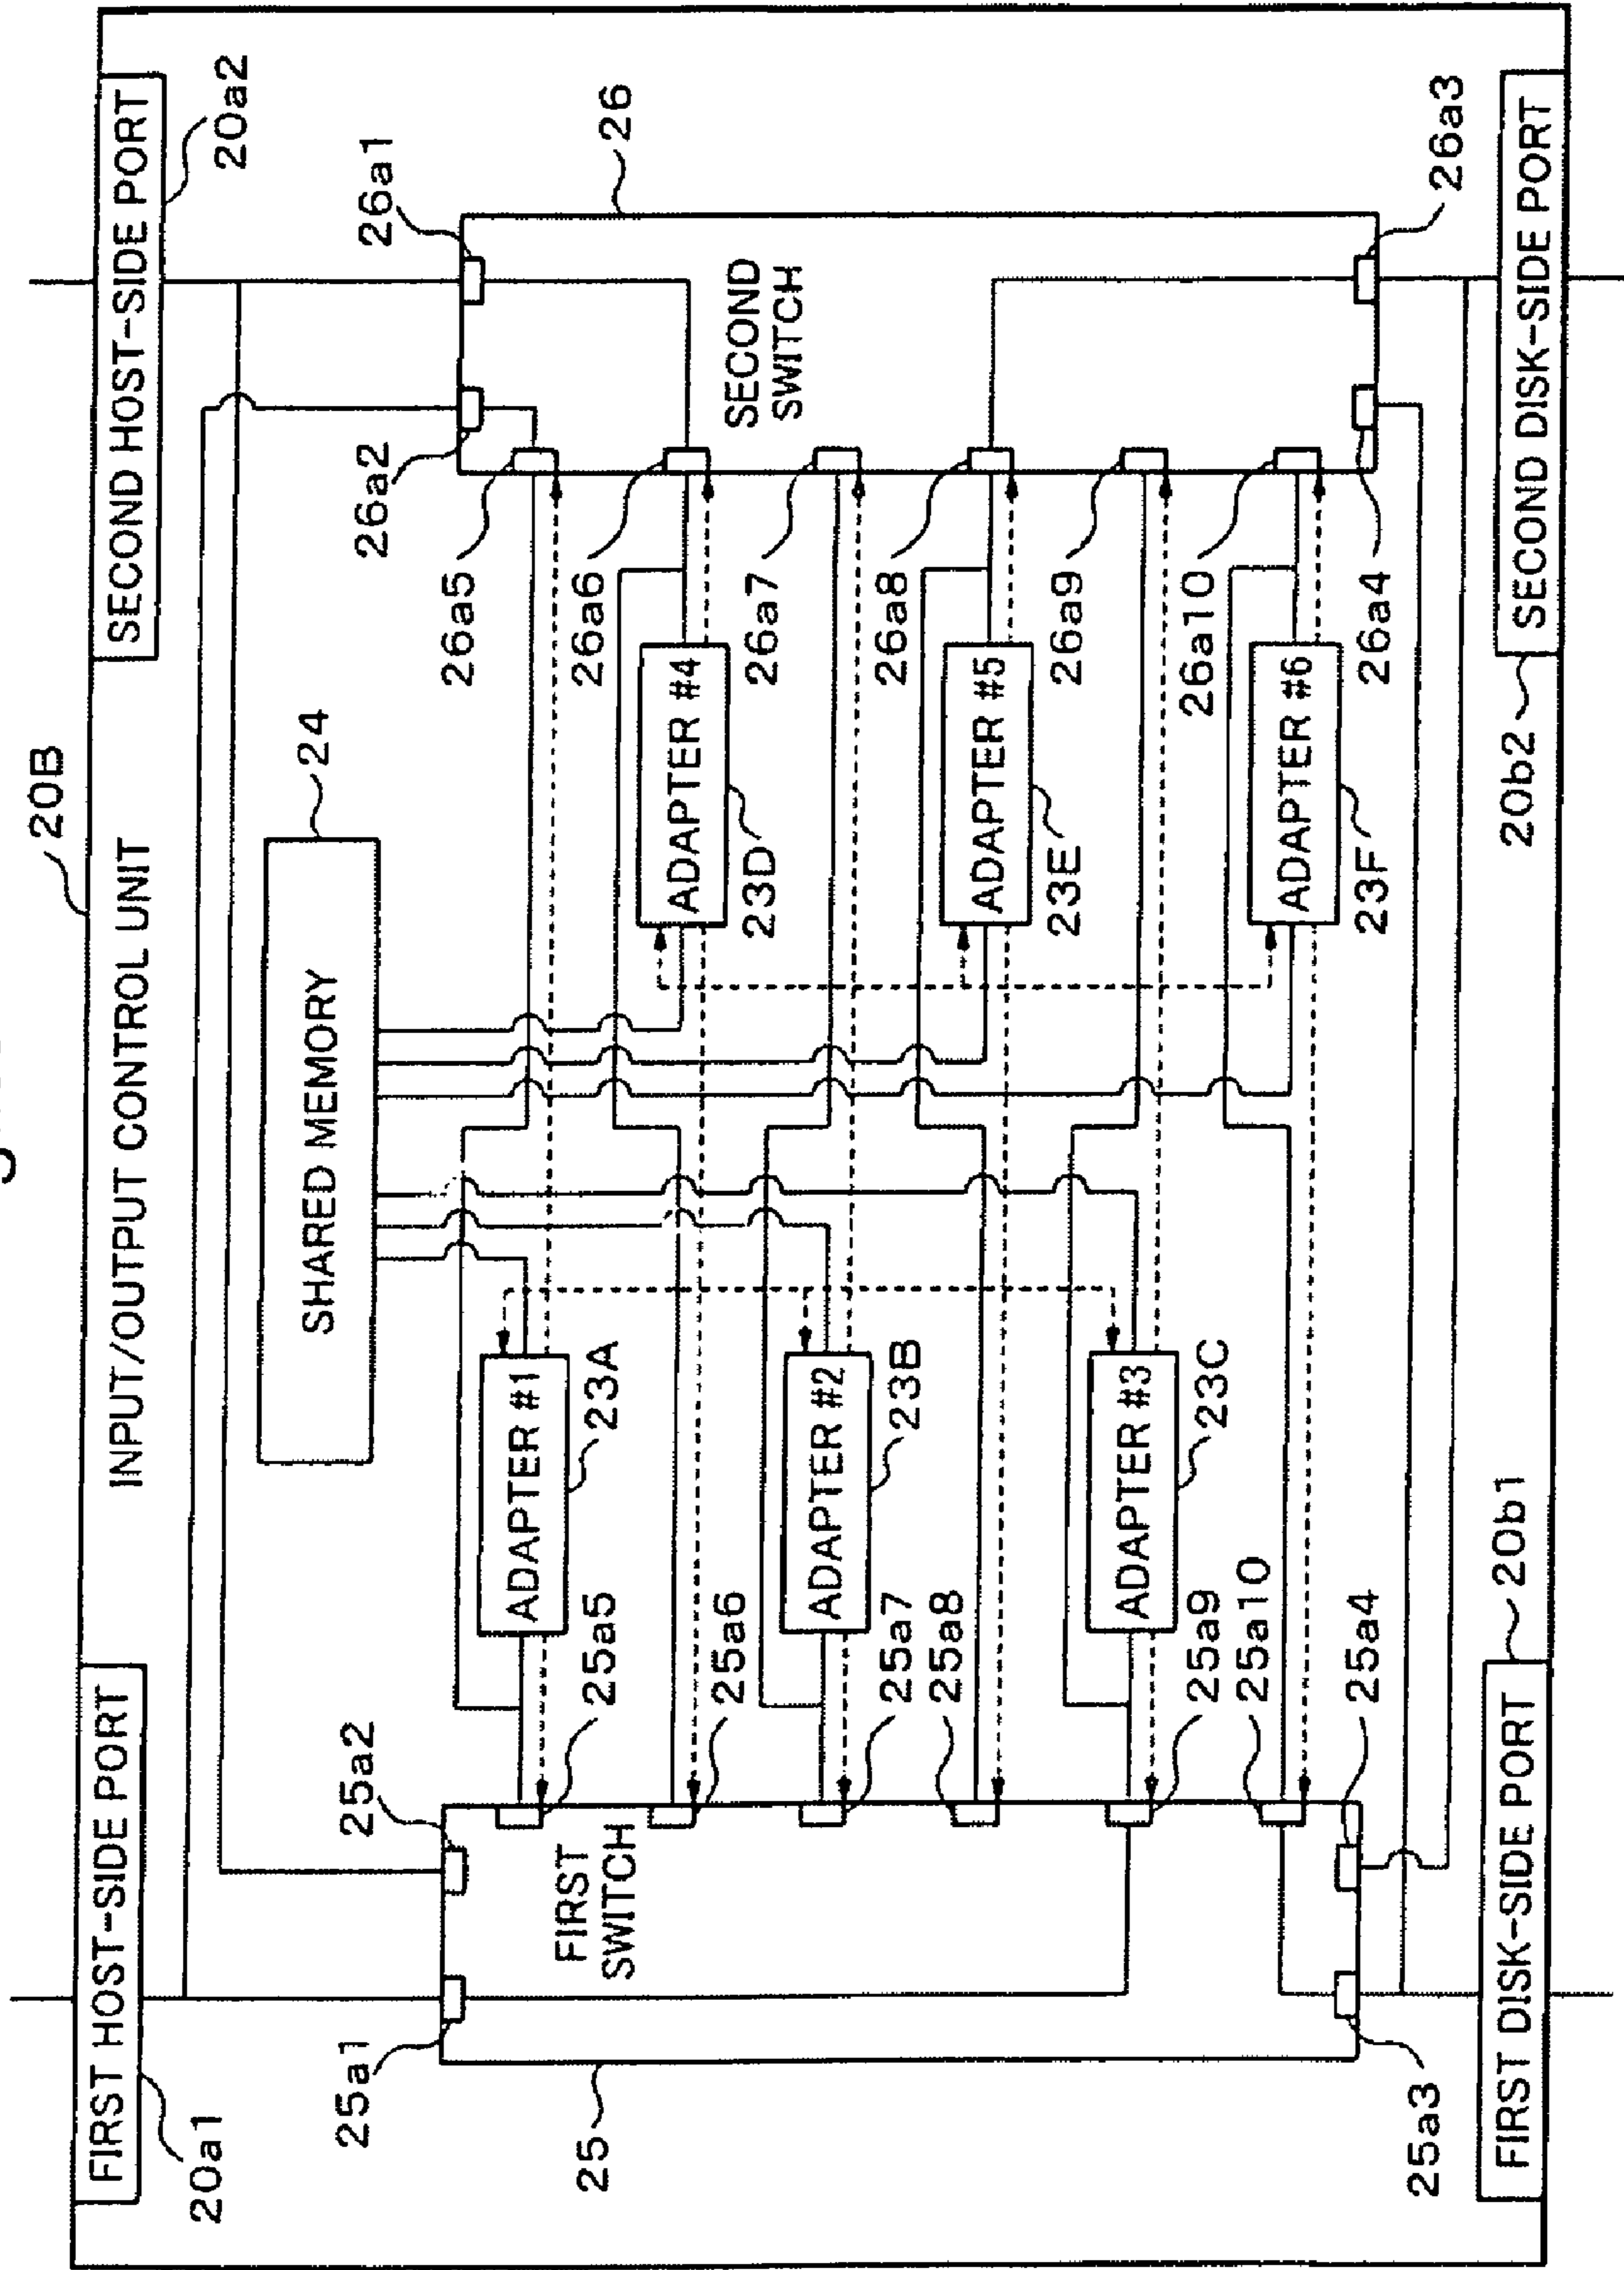 20B
INPUT/OUTPUT CONTROL UNIT
FIRST HOST-SIDE PORT
20a1
SECOND HOST-SIDE PORT
20a2
SHARED MEMORY
24
25a1
25a2
26a2
26a1
25
FIRST
SWITCH
26
SECOND
SWITCH
ADAPTER #1
23A
25a5
26a5
25a6
ADAPTER #4
23D
26a6
ADAPTER #2
23B
25a7
26a7
25a8
ADAPTER #5
23E
26a8
ADAPTER #3
23C
25a9
26a9
25a10
ADAPTER #6
23F
26a10
25a4
26a4
25a3
26a3
FIRST DISK-SIDE PORT
20b1
SECOND DISK-SIDE PORT
20b2